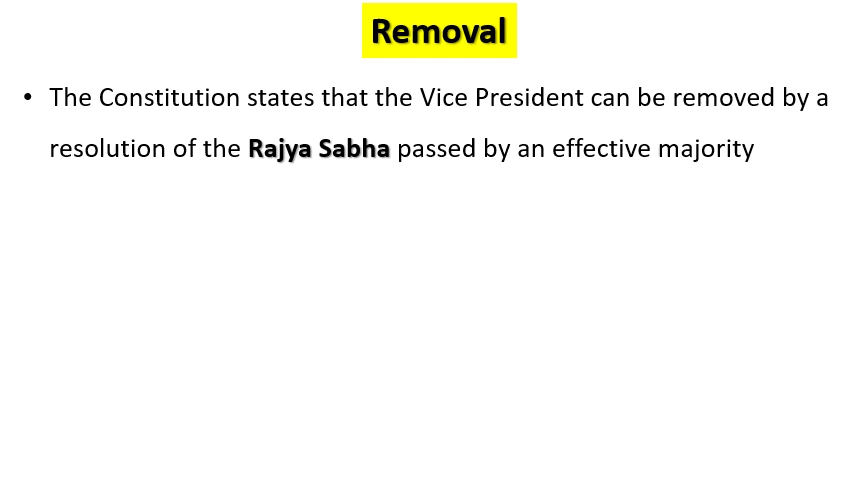 Removal
• The Constitution states that the Vice President can be removed by a
resolution of the Rajya Sabha passed by an effective majority